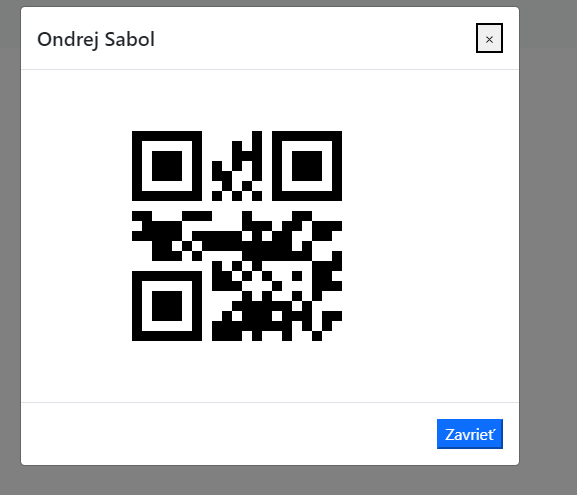 Ondrej Sabol
×
Zavrieť